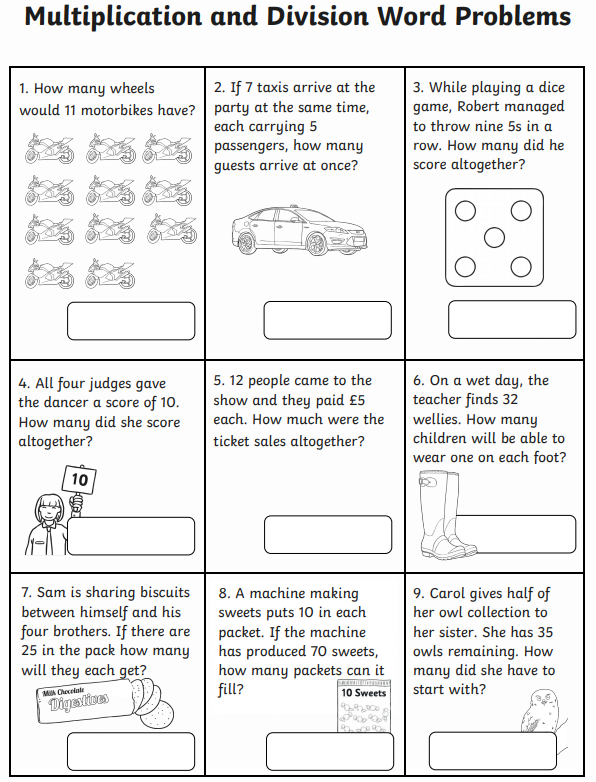 Multiplication and Division Word Problems
1. How many wheels
would 11 motorbikes have?
2. If 7 taxis arrive at the
party at the same time,
each carrying 5
passengers, how many
guests arrive at once?
3. While playing a dice
game, Robert managed
to throw nine 5s in a
row. How many did he
score altogether?
4. All four judges gave
the dancer a score of 10.
How many did she score
altogether?
10
5. 12 people came to the
show and they paid £5
each. How much were the
ticket sales altogether?
6. On a wet day, the
teacher finds 32
wellies. How many
children will be able to
wear one on each foot?
7. Sam is sharing biscuits
between himself and his
four brothers. If there are
25 in the pack how many
will they each get?
Milk Chocolate
Digestives
8. A machine making
sweets puts 10 in each
packet. If the machine
has produced 70 sweets,
how many packets can it
fill?
10 Sweets
9. Carol gives half of
her owl collection to
her sister. She has 35
owls remaining. How
many did she have to
start with?